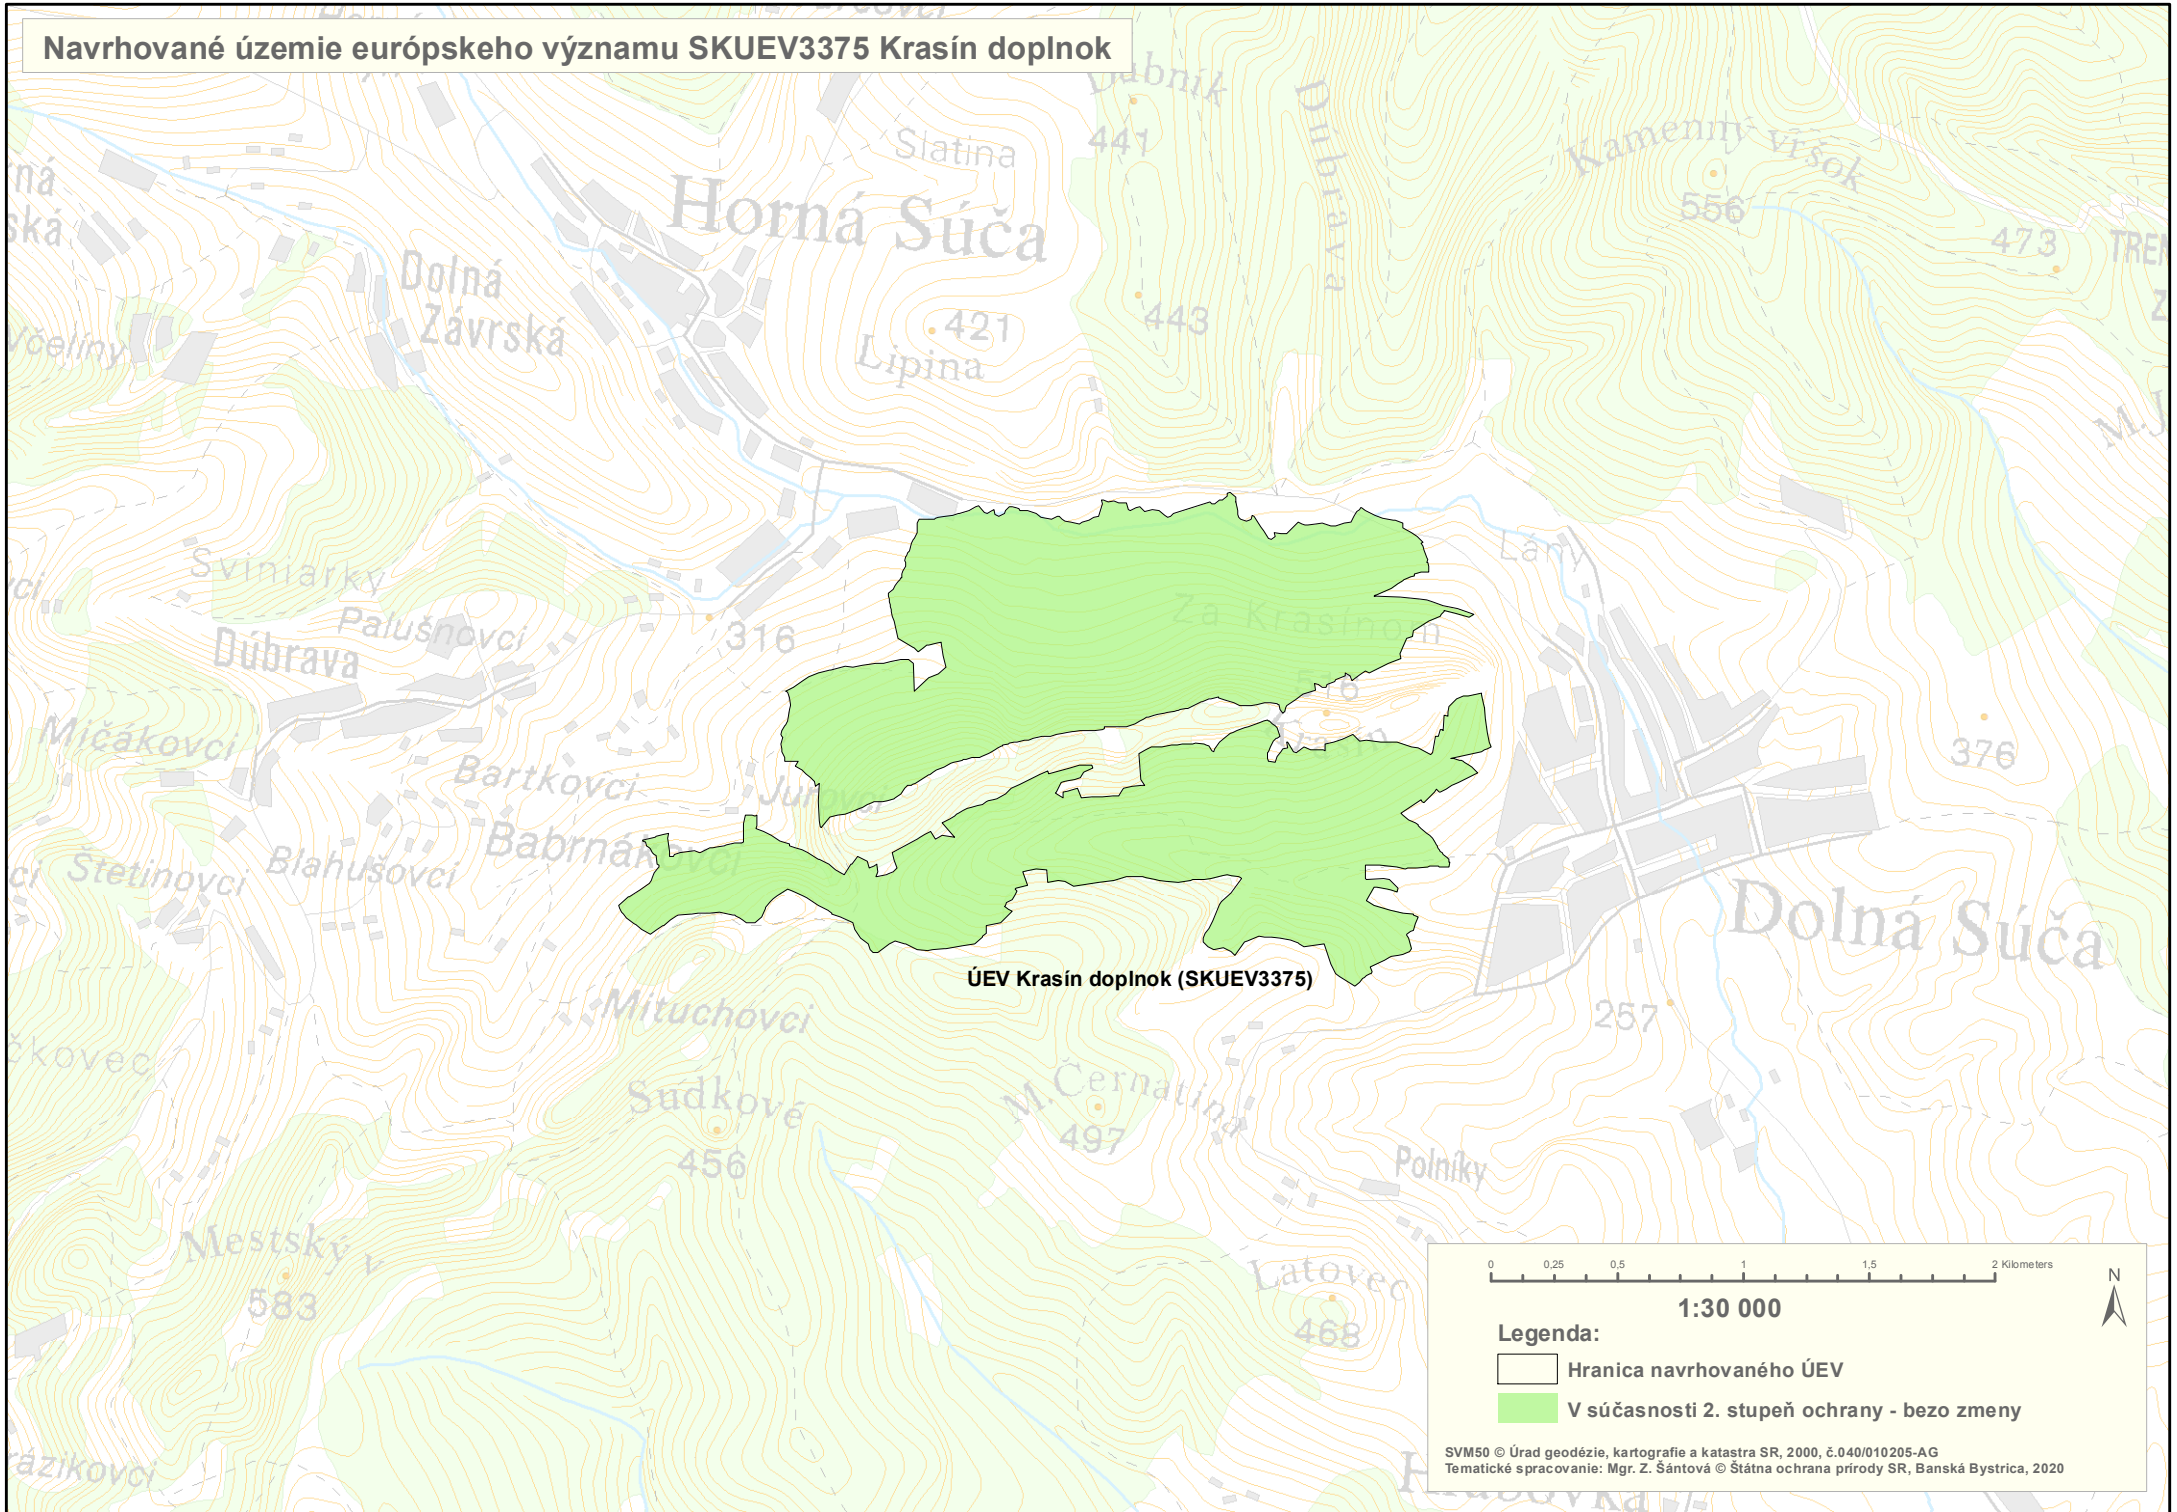 Navrhované územie európskeho významu SKUEV3375 Krasín doplnok
Dubník
441
Slatina
Dúbrava
Kamenný vŕšok
556
473
Horná Súča
Dolná
Závrská
Včeliny
421
Lipina
443
Sviniarky
Palušnovci
Dúbrava
316
Lány
Za Krasínom
516
Krasín
Mičákovci
Bartkovci
Jurovci
376
Babrnákovci
Blahušovci
Štetinovci
Dolná Súča
ÚEV Krasín doplnok (SKUEV3375)
Mituchovci
257
Sudkové
456
M. Černatina
497
Polníky
Mestský v
583
Latovec
468
0 0,25 0,5 1 1,5 2 Kilometers
N
1:30 000
Legenda:
Hranica navrhovaného ÚEV
V súčasnosti 2. stupeň ochrany - bezo zmeny
SVM50 © Úrad geodézie, kartografie a katastra SR, 2000, č.040/010205-AG
Tematické spracovanie: Mgr. Z. Šántová © Štátna ochrana prírody SR, Banská Bystrica, 2020